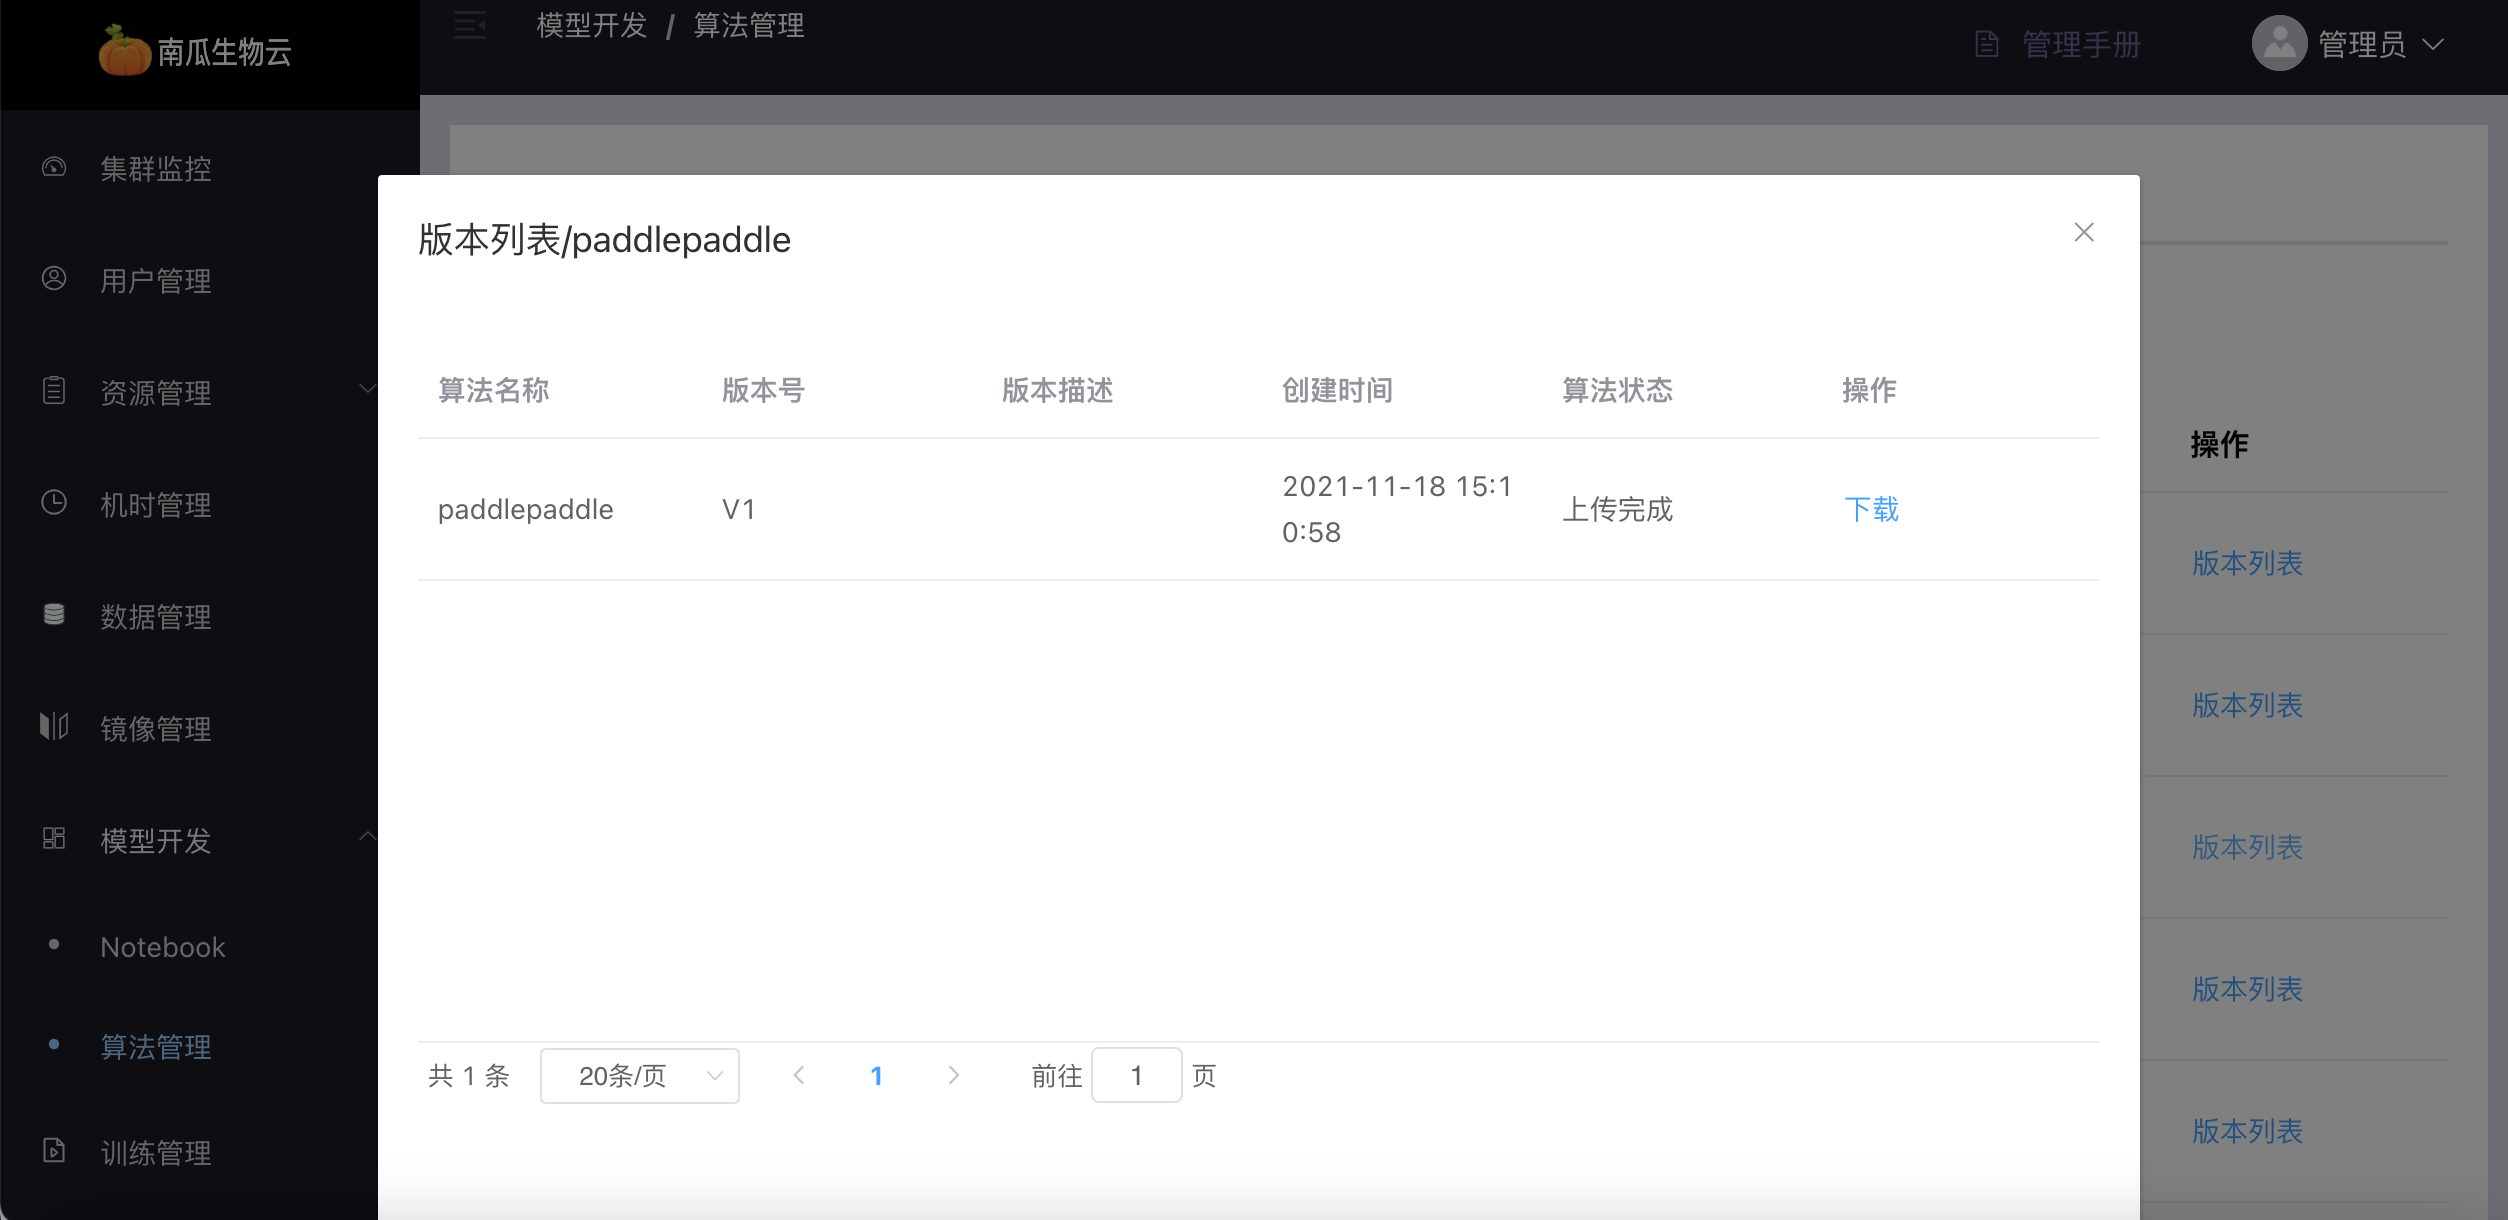 南瓜生物云
模型开发 / 算法管理
管理手册
管理员
集群监控
用户管理
资源管理
机时管理
数据管理
镜像管理
模型开发
Notebook
算法管理
训练管理
版本列表/paddlepaddle
算法名称 版本号 版本描述 创建时间 算法状态 操作
paddlepaddle V1 2021-11-18 15:1
0:58 上传完成 下载
共 1 条 20条/页 1 前往 1 页
操作
版本列表
版本列表
版本列表
版本列表
版本列表